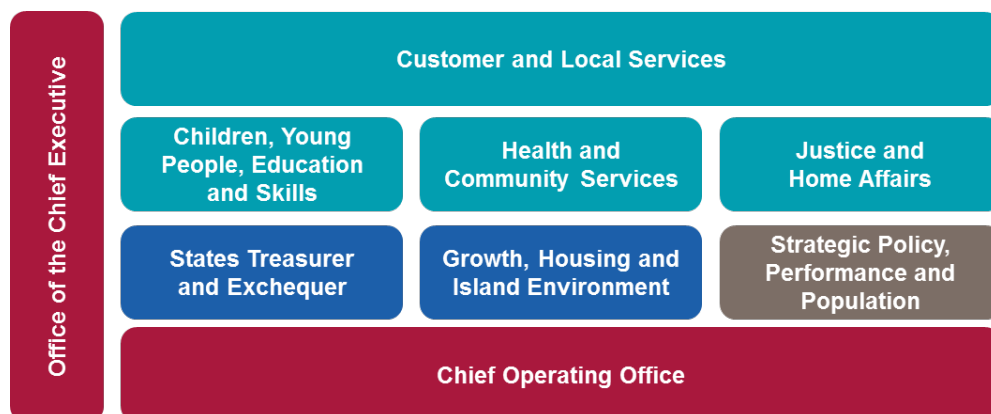 Office of the Chief Executive
Customer and Local Services
Children, Young
People, Education
and Skills
Health and
Community Services
Justice and
Home Affairs
States Treasurer
and Exchequer
Growth, Housing and
Island Environment
Strategic Policy,
Performance and
Population
Chief Operating Office